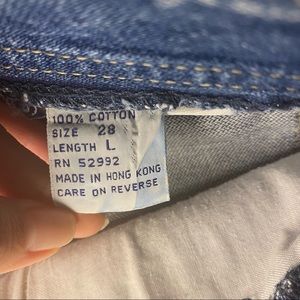 100% COTTON
SIZE 28
LENGTH L
RN 52992
MADE IN HONG KONG
CARE ON REVERSE